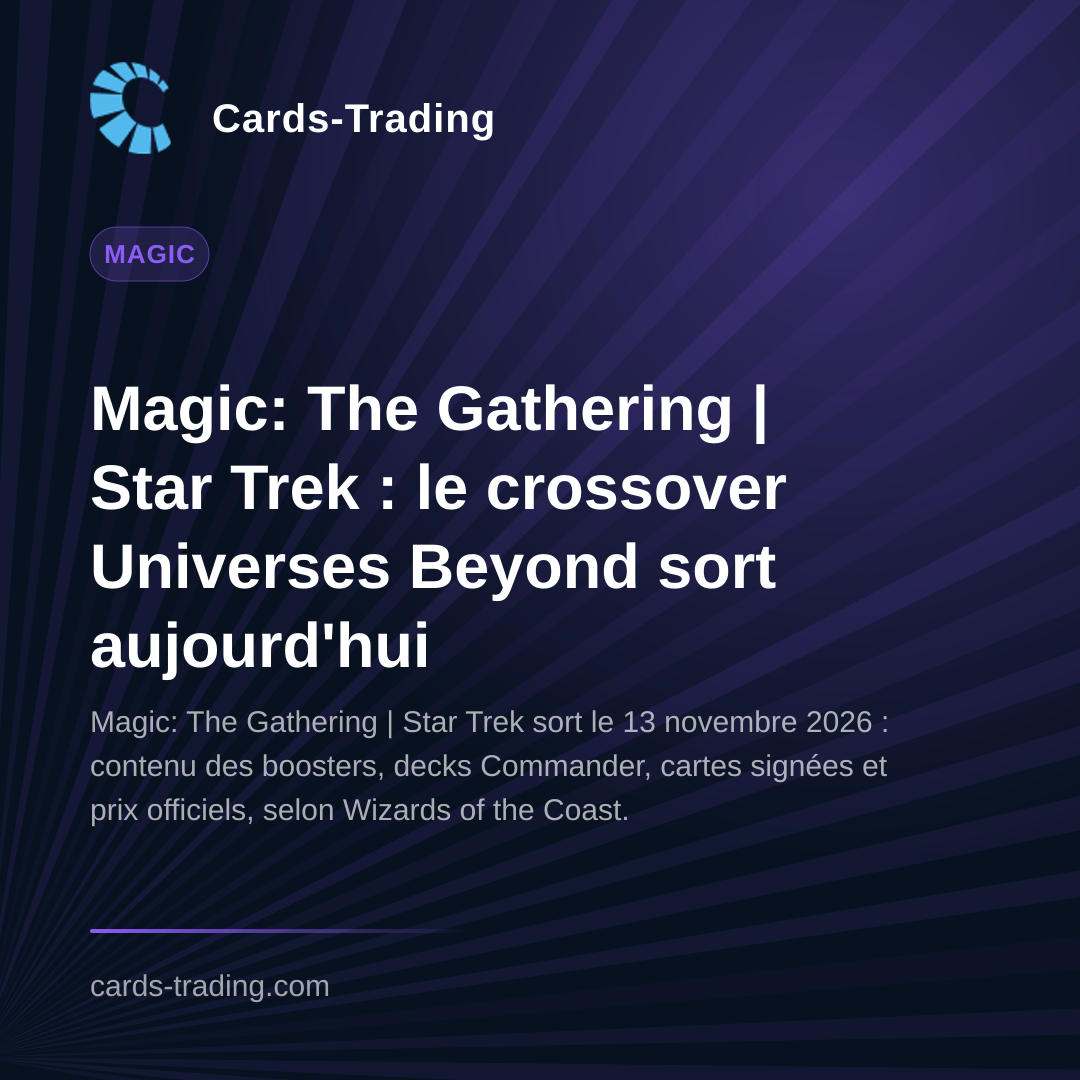 Cards-Trading
MAGIC
Magic: The Gathering |
Star Trek : le crossover
Universes Beyond sort
aujourd'hui
Magic: The Gathering | Star Trek sort le 13 novembre 2026 :
contenu des boosters, decks Commander, cartes signées et
prix officiels, selon Wizards of the Coast.
cards-trading.com